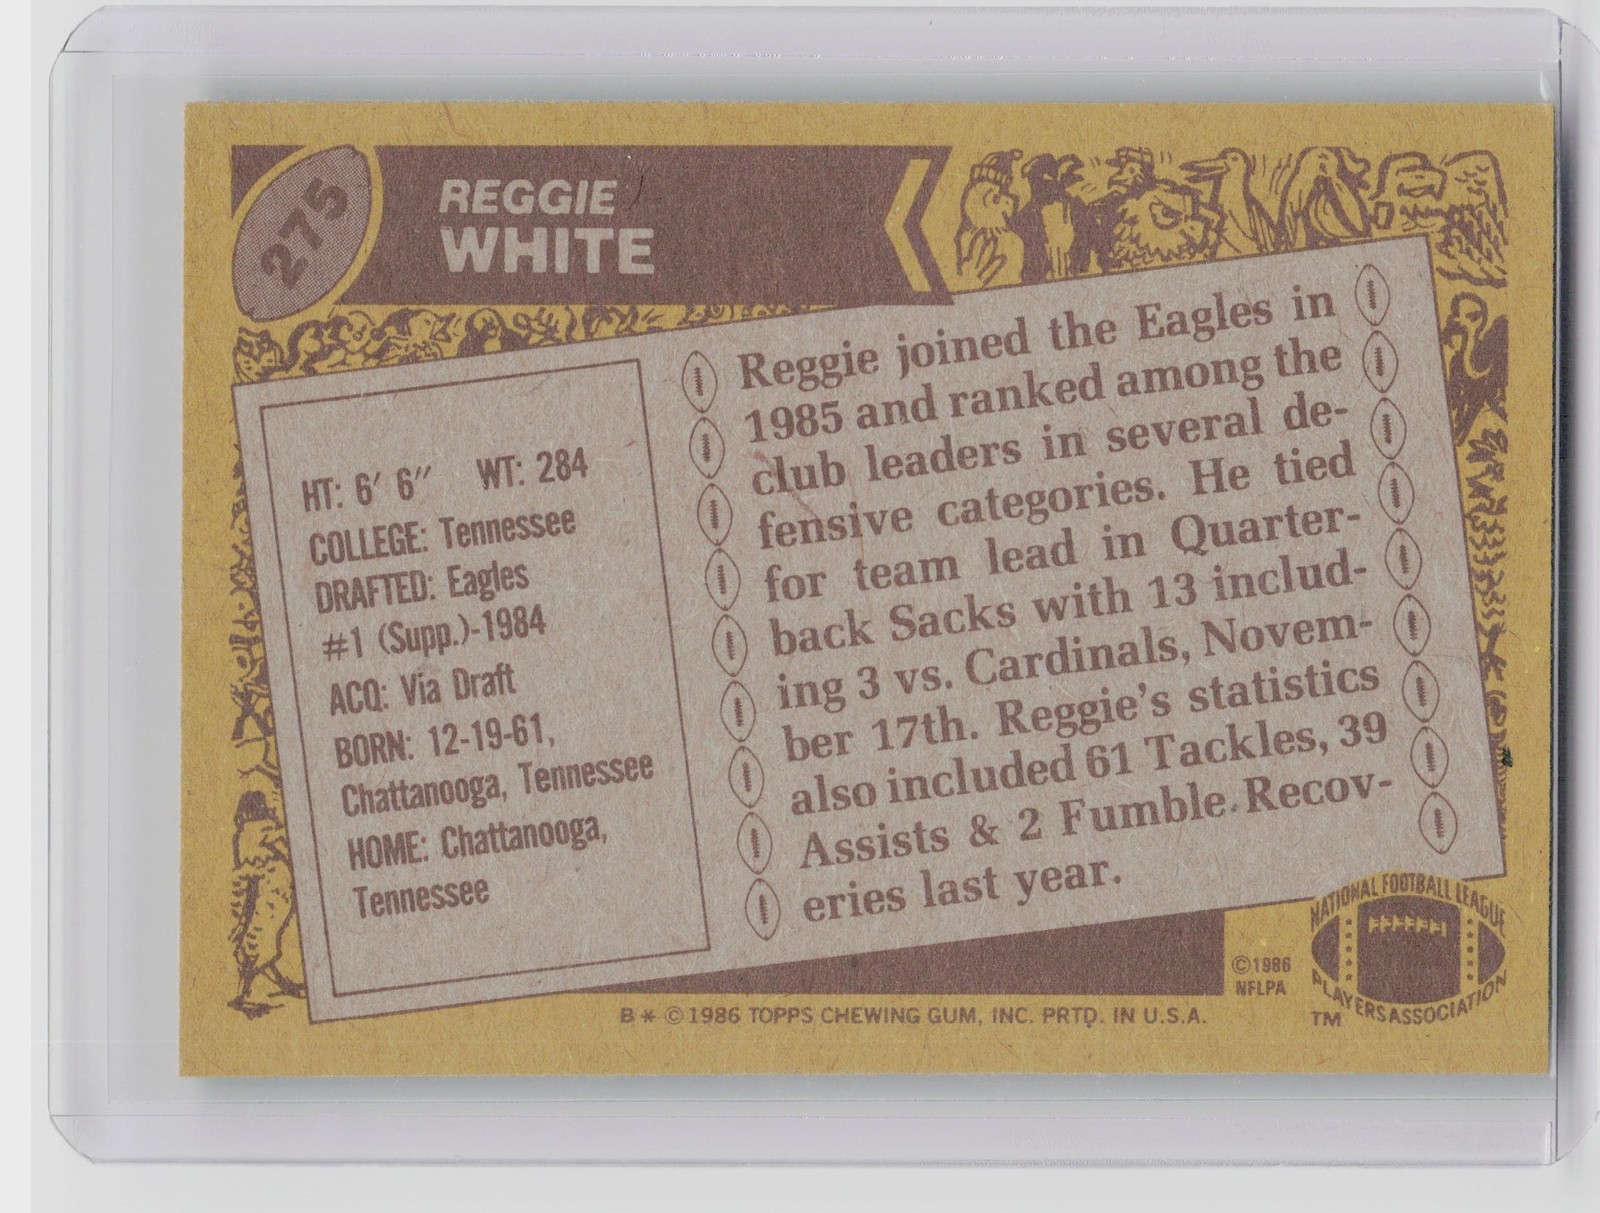 275
REGGIE
WHITE
HT: 6' 6" WT: 284
COLLEGE: Tennessee
DRAFTED: Eagles
#1 (Supp.)-1984
ACQ: Via Draft
BORN: 12-19-61,
Chattanooga, Tennessee
HOME: Chattanooga,
Tennessee
Reggie joined the Eagles in
1985 and ranked among the
club leaders in several de-
fensive categories. He tied
for team lead in Quarter-
back Sacks with 13 includ-
ing 3 vs. Cardinals, Novem-
ber 17th. Reggie's statistics
also included 61 Tackles, 39
Assists & 2 Fumble Recov-
eries last year.
©1986
NFLPA
NATIONAL FOOTBALL LEAGUE
PLAYERS ASSOCIATION
TM
B* ©1986 TOPPS CHEWING GUM, INC. PRTD. IN U.S.A.